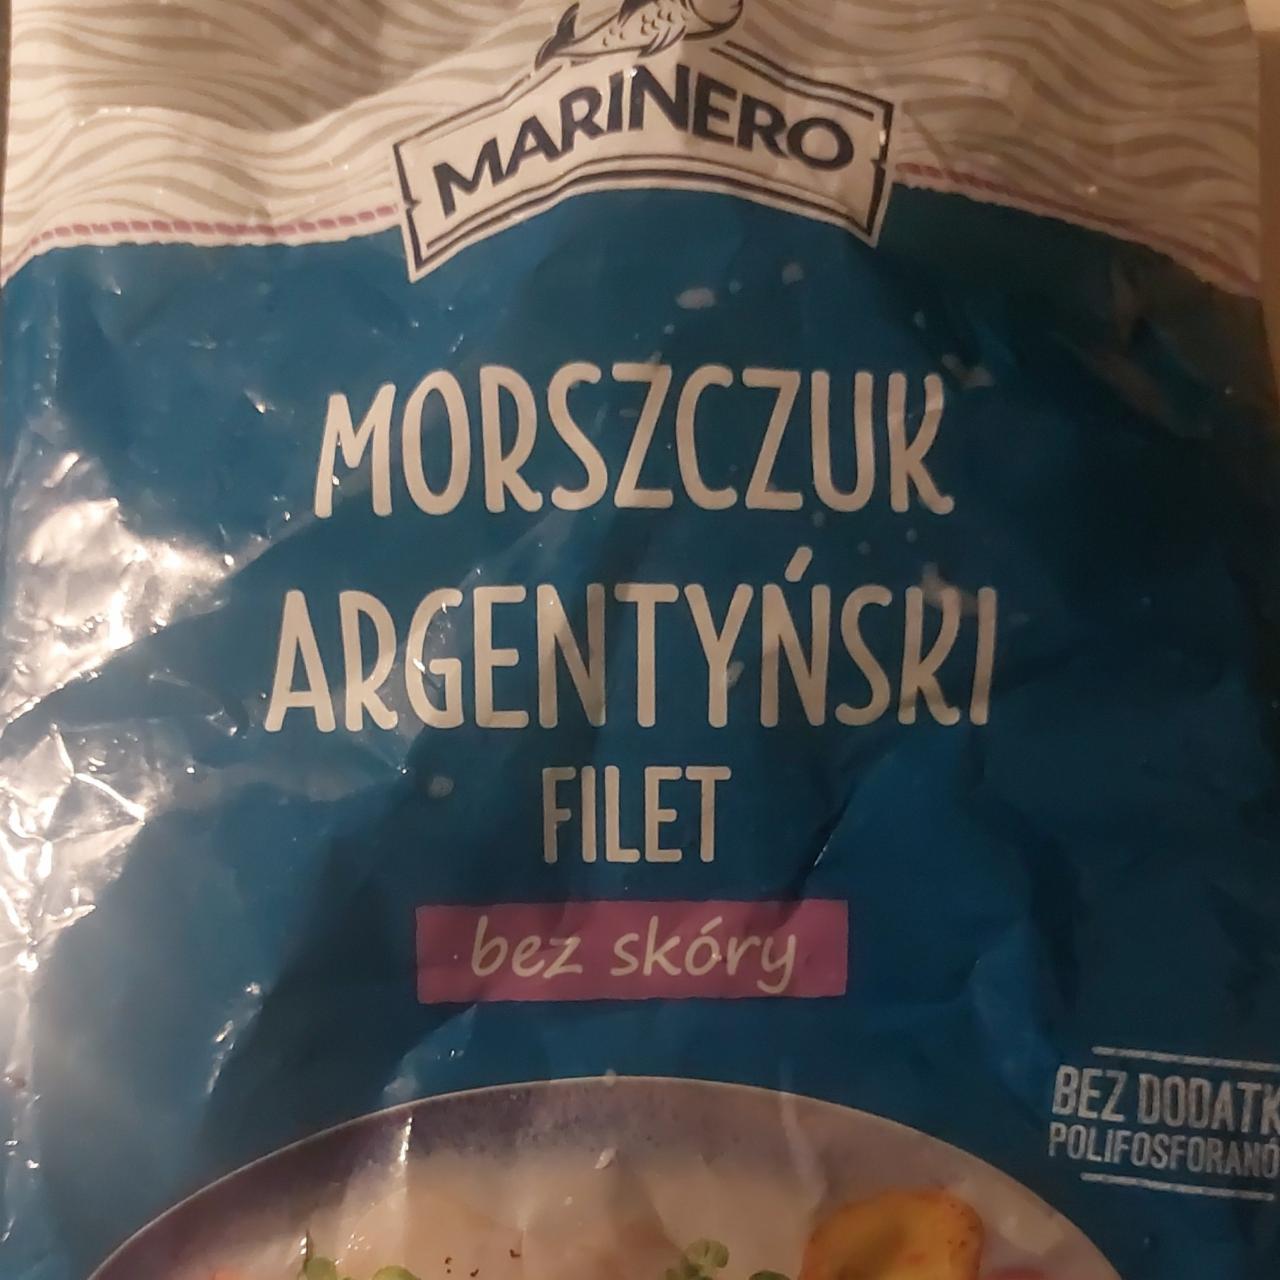 MARINERO
MORSZCZUK
ARGENTYŃSKI
FILET
bez skóry
BEZ DODATK
POLIFOSFORANÓ